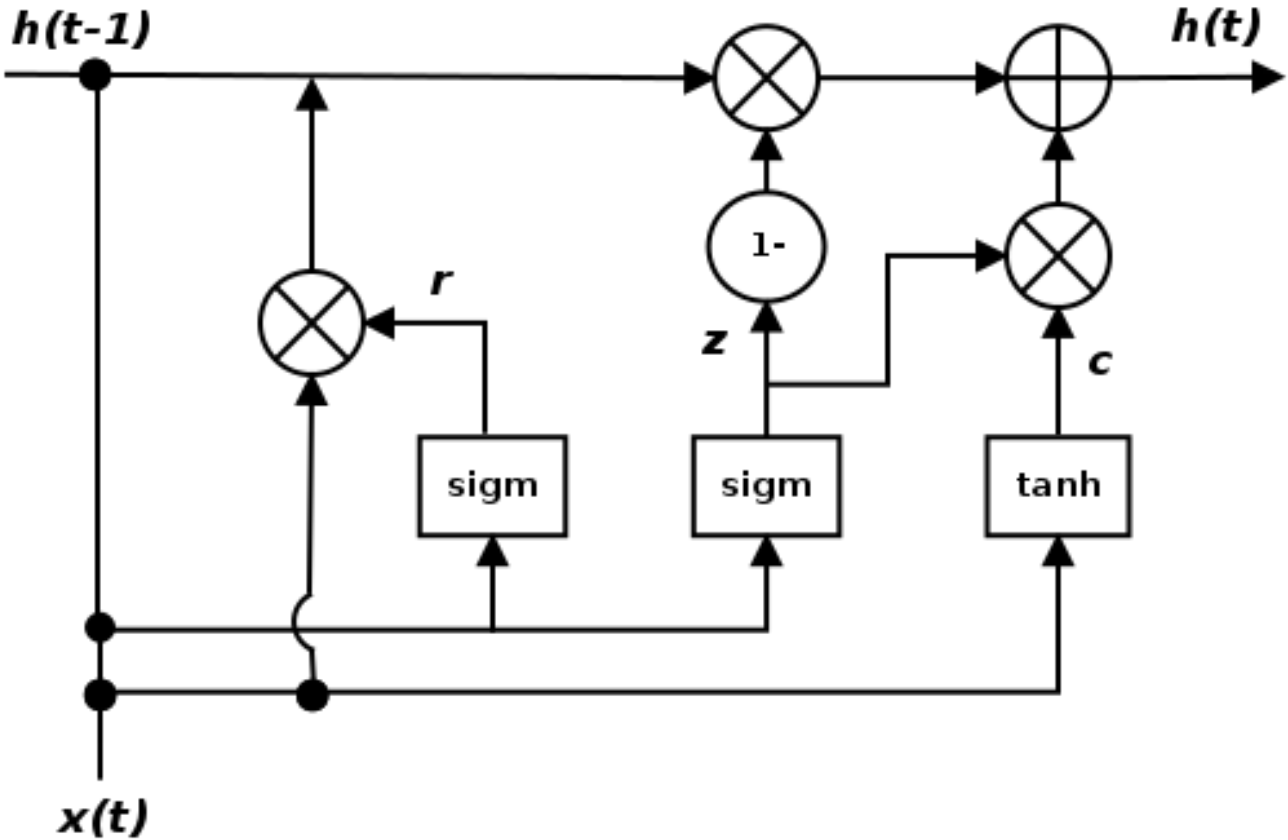 h(t-1)
h(t)
1-
r
z
c
sigm
sigm
tanh
x(t)